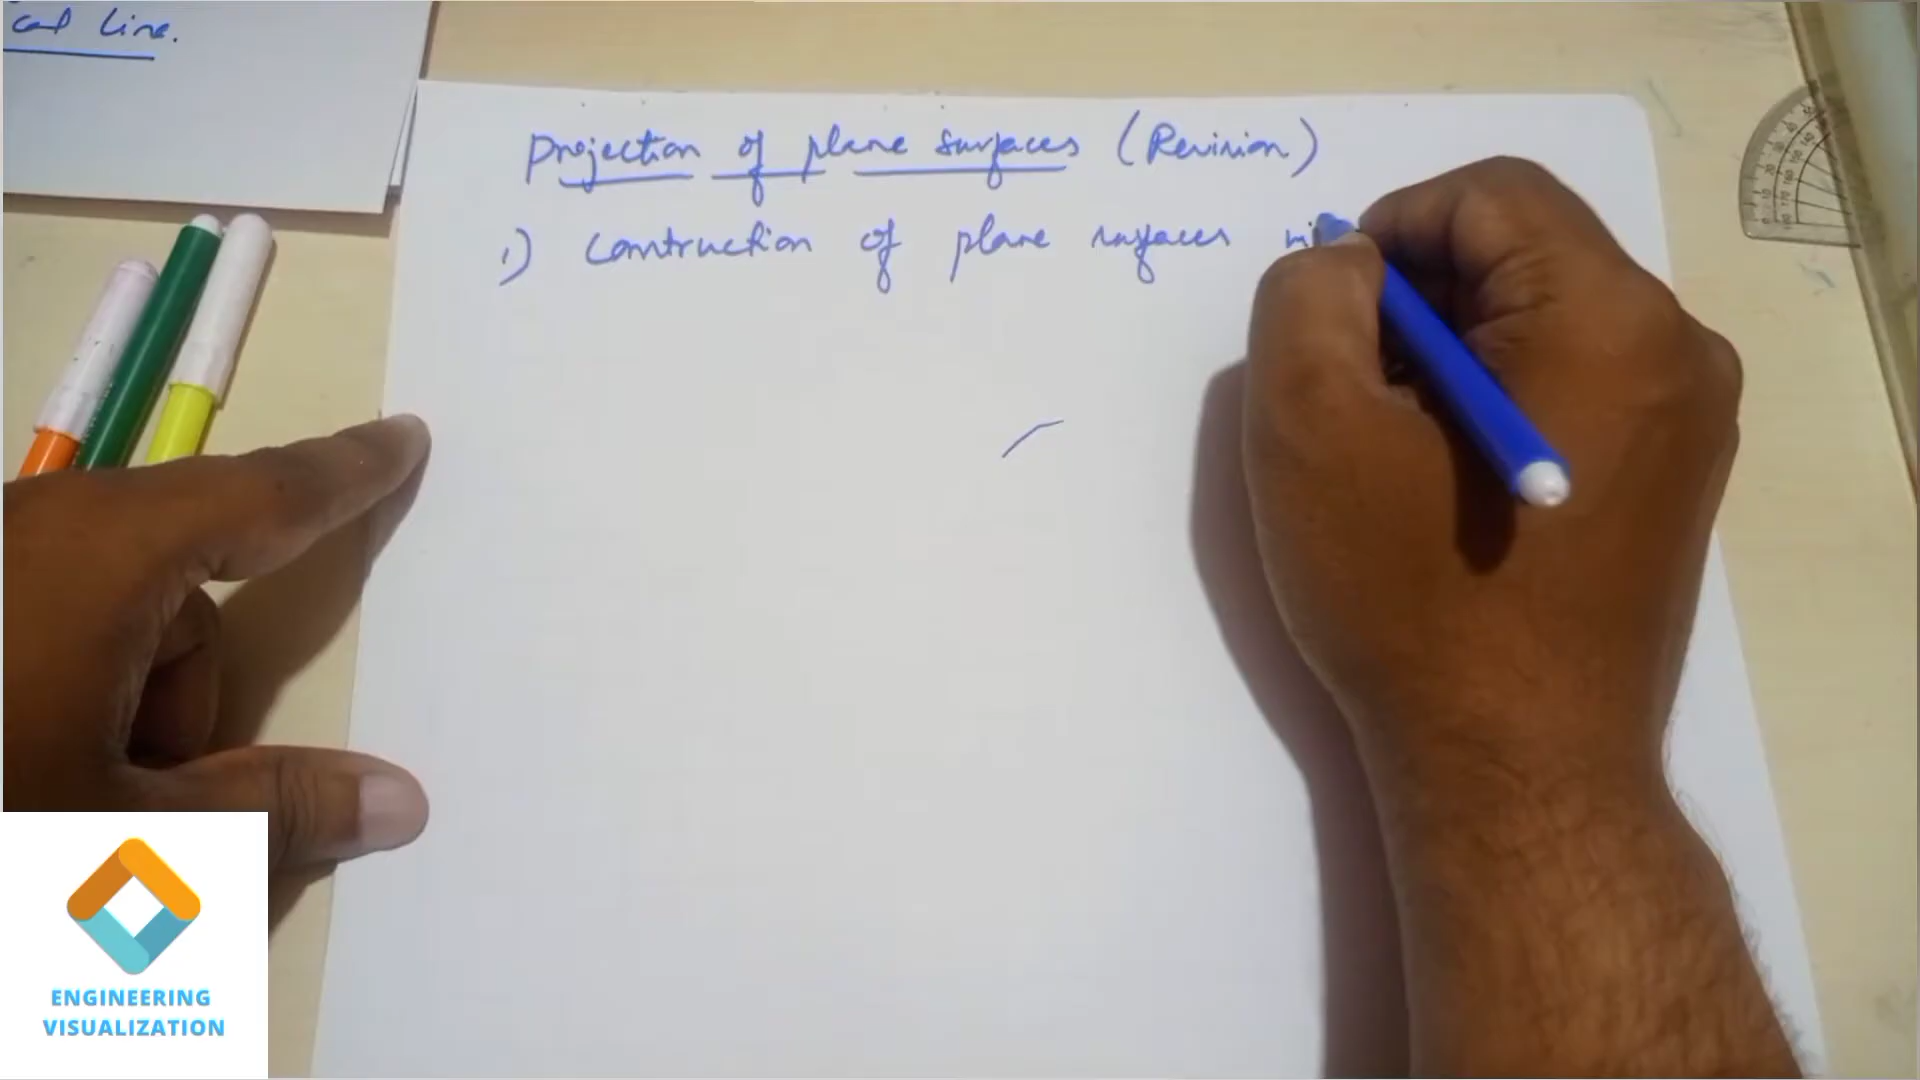 cal Line.
Projection of plane surfaces (Revision)
1) Construction of plane surfaces
ENGINEERING
VISUALIZATION